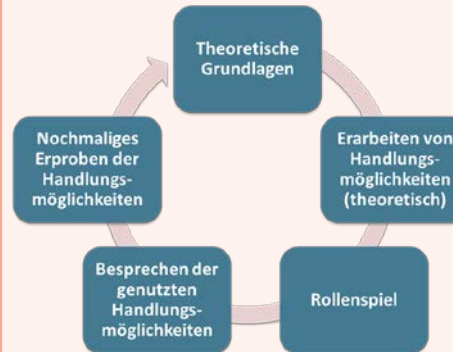 Theoretische
Grundlagen
Erarbeiten von
Handlungs-
möglichkeiten
(theoretisch)
Rollenspiel
Besprechen der
genutzten
Handlungs-
möglichkeiten
Nochmaliges
Erproben der
Handlungs-
möglichkeiten